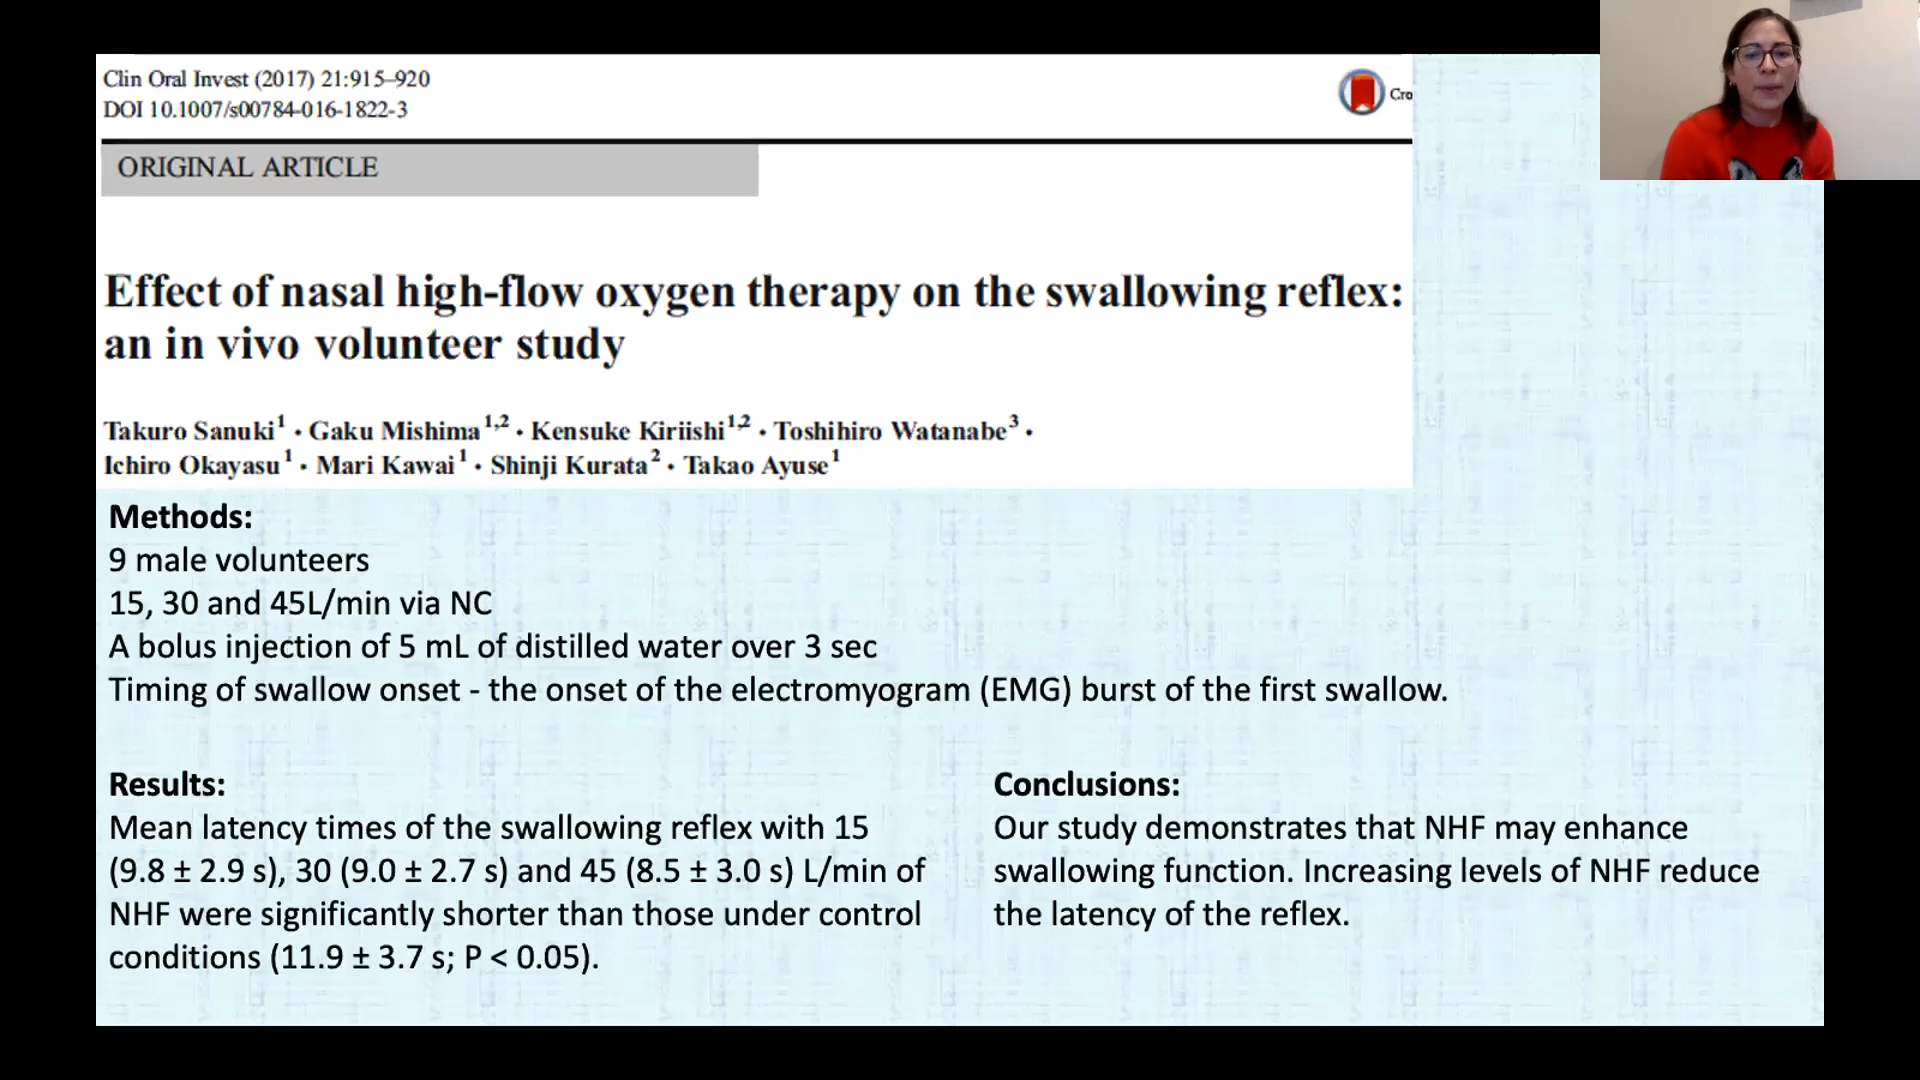 Clin Oral Invest (2017) 21:915–920
DOI 10.1007/s00784-016-1822-3
Cro
ORIGINAL ARTICLE
Effect of nasal high-flow oxygen therapy on the swallowing reflex:
an in vivo volunteer study
Takuro Sanuki1 · Gaku Mishima1,2 · Kensuke Kiriishi1,2 · Toshihiro Watanabe3 ·
Ichiro Okayasu1 · Mari Kawai1 · Shinji Kurata2 · Takao Ayuse1
Methods:
9 male volunteers
15, 30 and 45L/min via NC
A bolus injection of 5 mL of distilled water over 3 sec
Timing of swallow onset - the onset of the electromyogram (EMG) burst of the first swallow.
Results:
Mean latency times of the swallowing reflex with 15
(9.8 ± 2.9 s), 30 (9.0 ± 2.7 s) and 45 (8.5 ± 3.0 s) L/min of
NHF were significantly shorter than those under control
conditions (11.9 ± 3.7 s; P < 0.05).
Conclusions:
Our study demonstrates that NHF may enhance
swallowing function. Increasing levels of NHF reduce
the latency of the reflex.